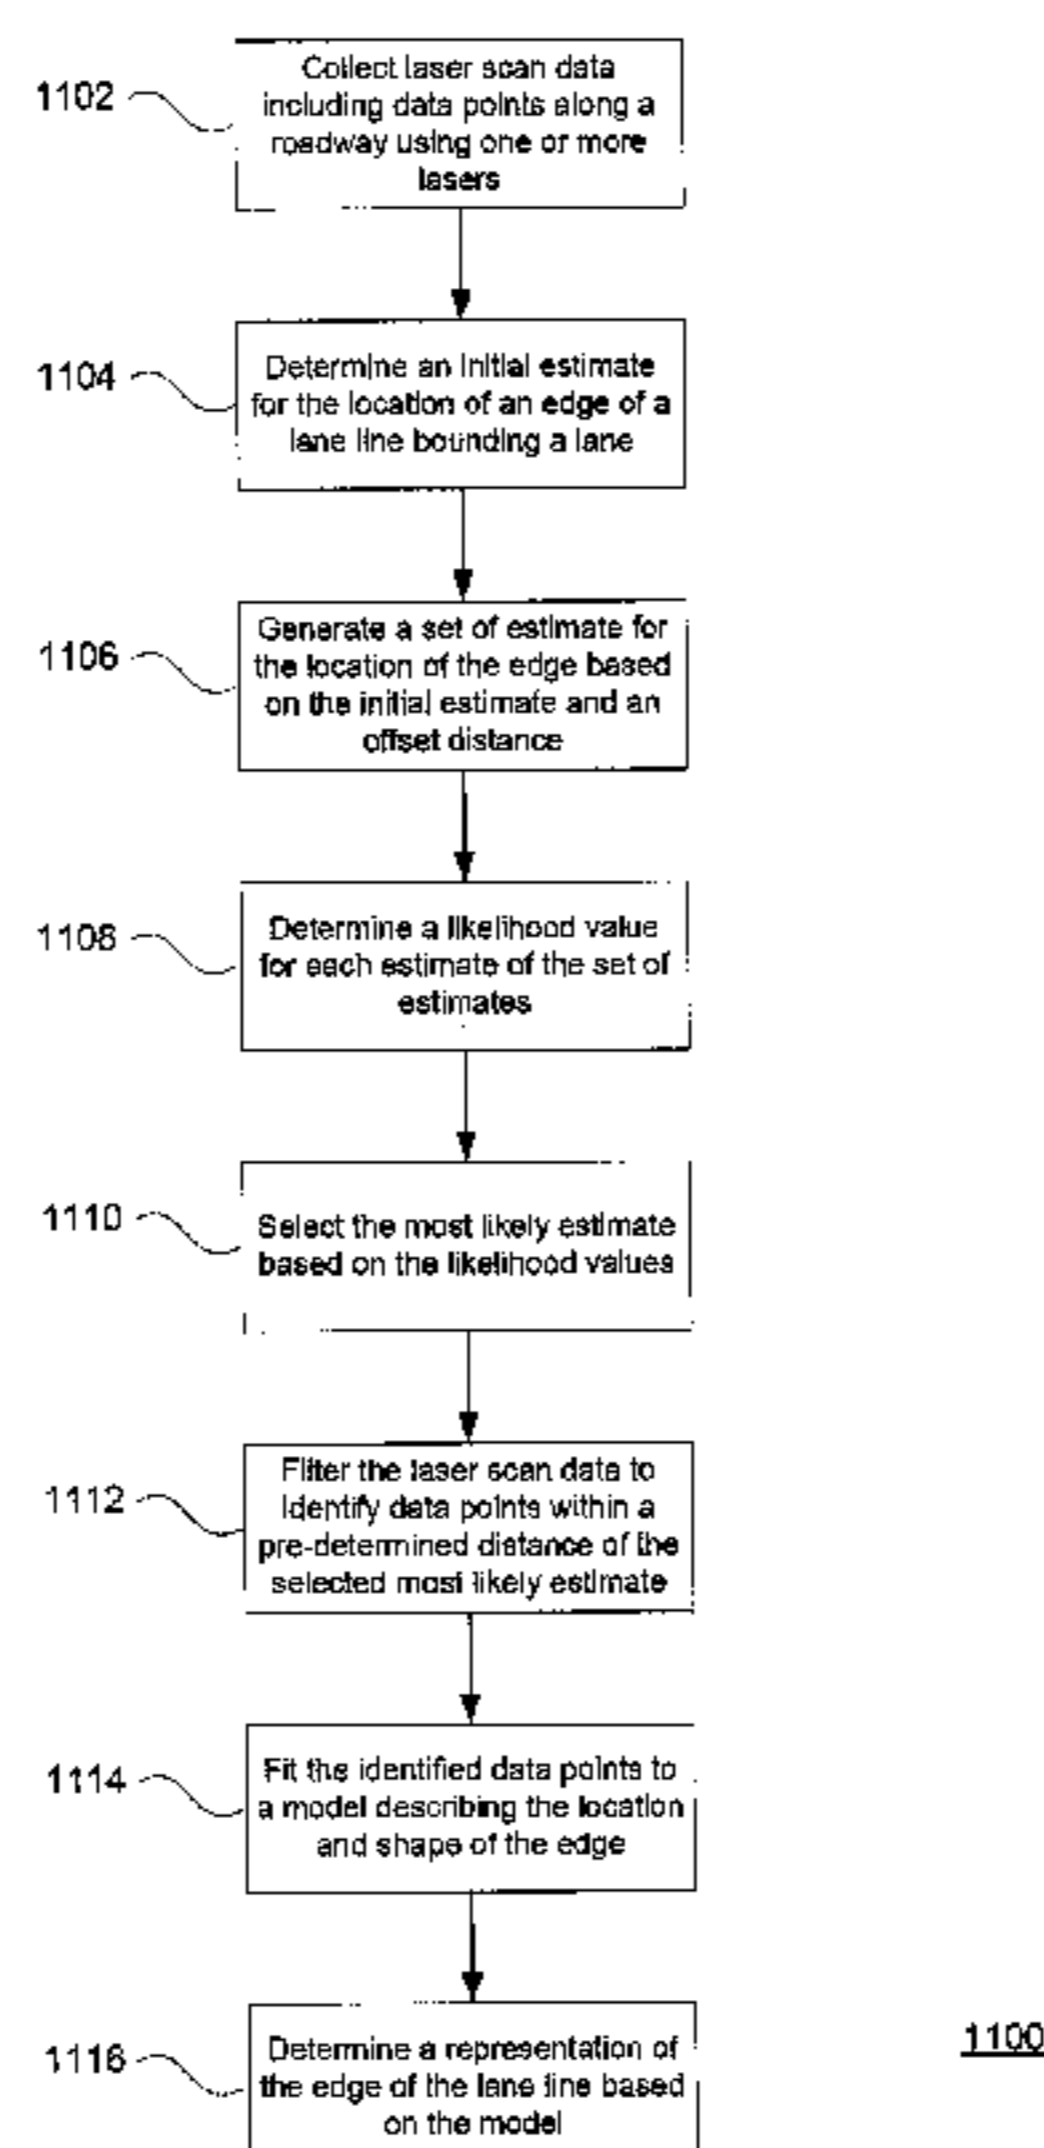 1102
Collect laser scan data
including data points along a
roadway using one or more
lasers
1104
Determine an initial estimate
for the location of an edge of a
lane line bounding a lane
1106
Generate a set of estimate for
the location of the edge based
on the initial estimate and an
offset distance
1108
Determine a likelihood value
for each estimate of the set of
estimates
1110
Select the most likely estimate
based on the likelihood values
1112
Filter the laser scan data to
identify data points within a
pre-determined distance of the
selected most likely estimate
1114
Fit the identified data points to
a model describing the location
and shape of the edge
1116
Determine a representation of
the edge of the lane line based
on the model
1100